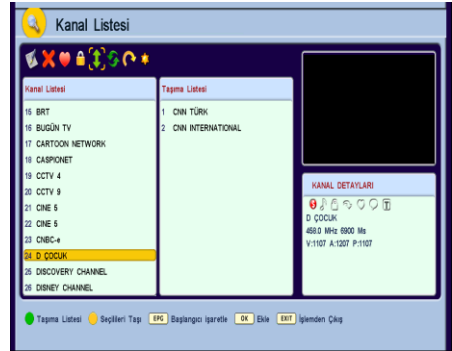 Kanal Listesi
Kanal Listesi
Taşıma Listesi
15 BRT
16 BUGÜN TV
17 CARTOON NETWORK
18 CASPIONET
19 CCTV 4
20 CCTV 9
21 CINE 5
22 CINE 5
23 CNBC-e
24 D ÇOCUK
25 DISCOVERY CHANNEL
26 DISNEY CHANNEL
1 CNN TÜRK
2 CNN INTERNATIONAL
KANAL DETAYLARI
D ÇOCUK
458.0 MHz 6900 Ms
V:1107 A:1207 P:1107
Taşıma Listesi Seçilileri Taşı EPG Başlangıcı işaretle OK Ekle EXIT İşlemden Çıkış